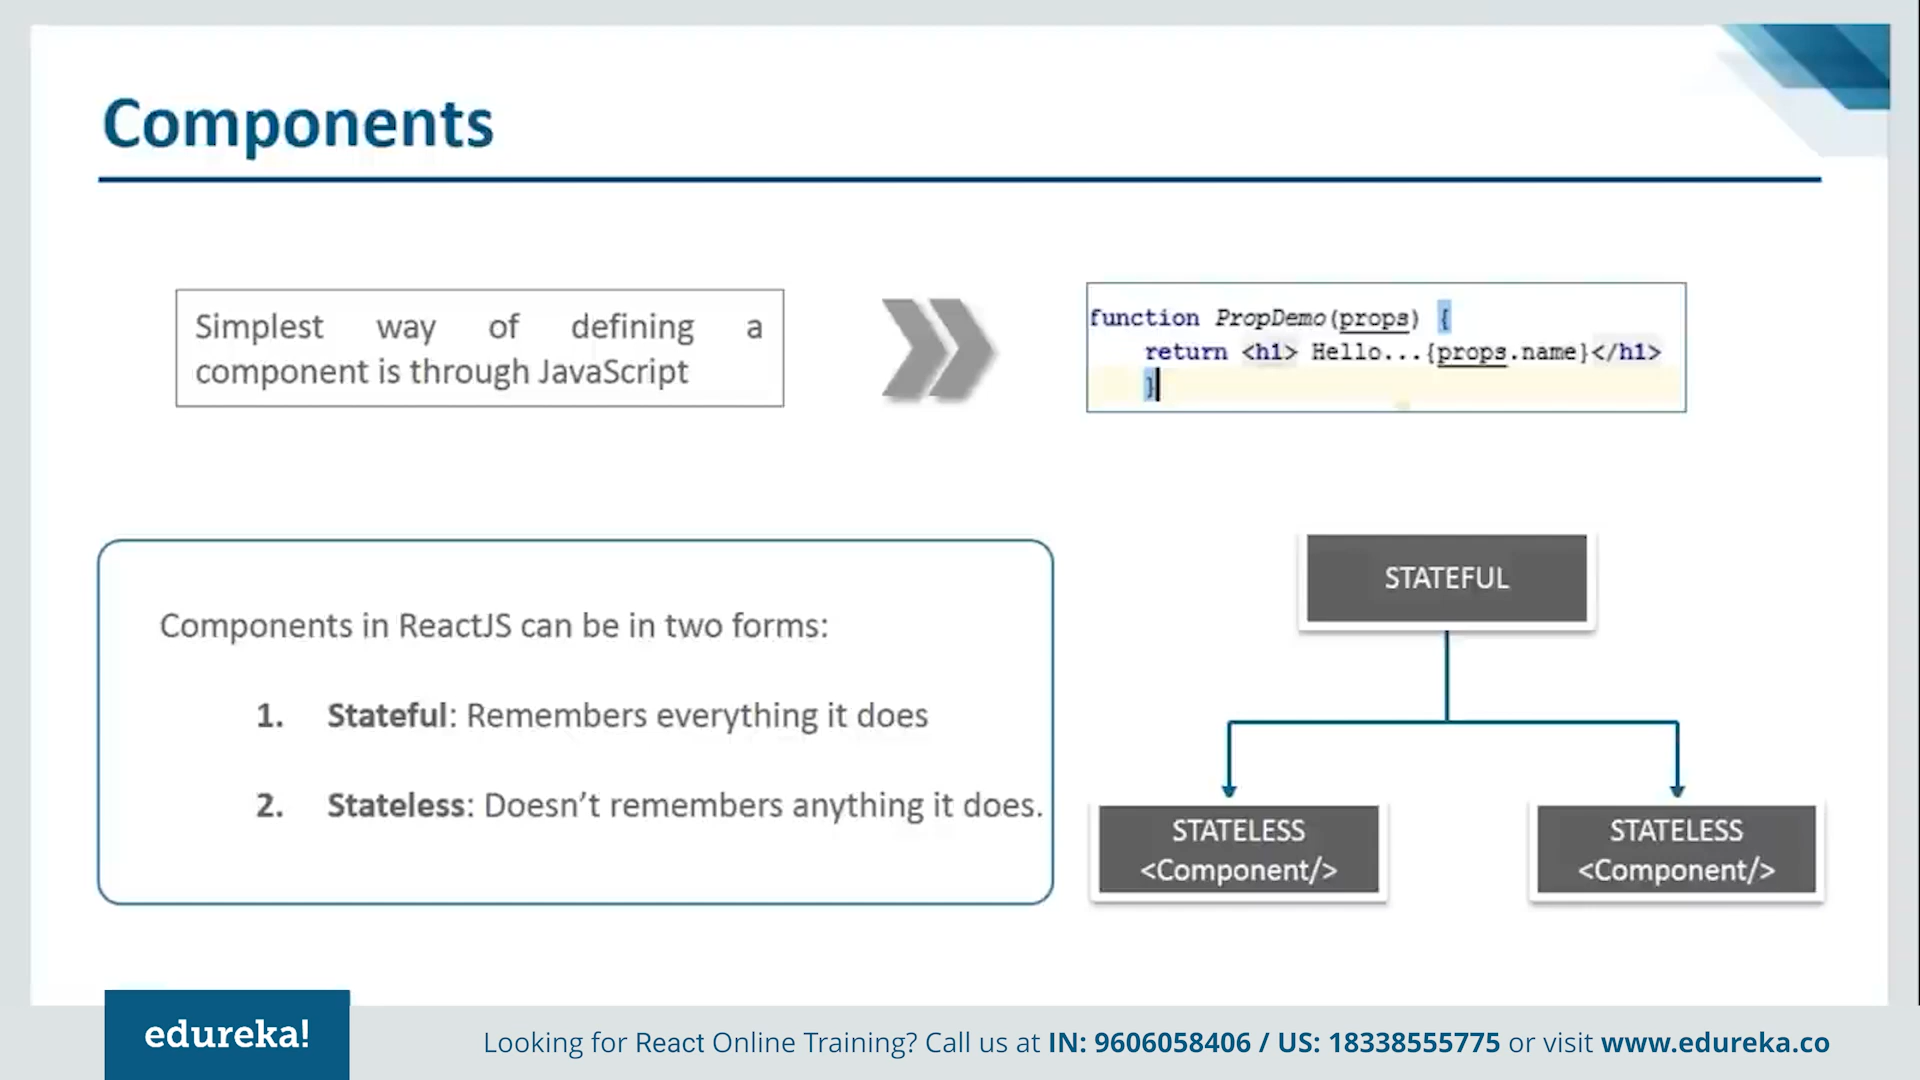 Components
Simplest way of defining a
component is through JavaScript
function PropDemo(props) {
return <h1> Hello...{props.name}</h1>
}
Components in ReactJS can be in two forms:
1. Stateful: Remembers everything it does
2. Stateless: Doesn’t remembers anything it does.
STATEFUL
STATELESS
<Component/>
STATELESS
<Component/>
edureka!
Looking for React Online Training? Call us at IN: 9606058406 / US: 18338555775 or visit www.edureka.co